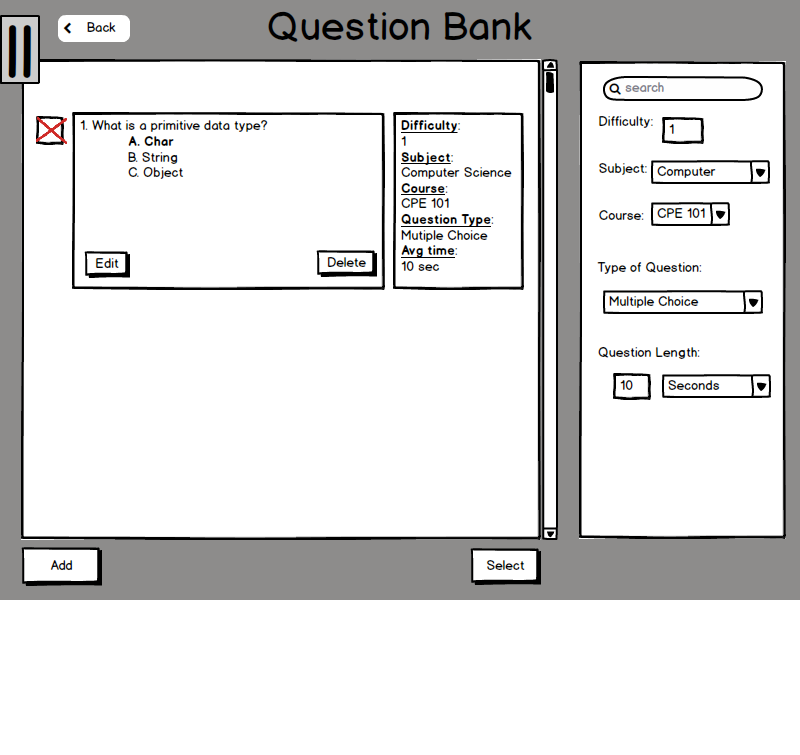 Back
Question Bank
1. What is a primitive data type?
A. Char
B. String
C. Object
Edit
Delete
Difficulty:
1
Subject:
Computer Science
Course:
CPE 101
Question Type:
Mutiple Choice
Avg time:
10 sec
search
Difficulty: 1
Subject: Computer
Course: CPE 101
Type of Question:
Multiple Choice
Question Length:
10 Seconds
Add
Select